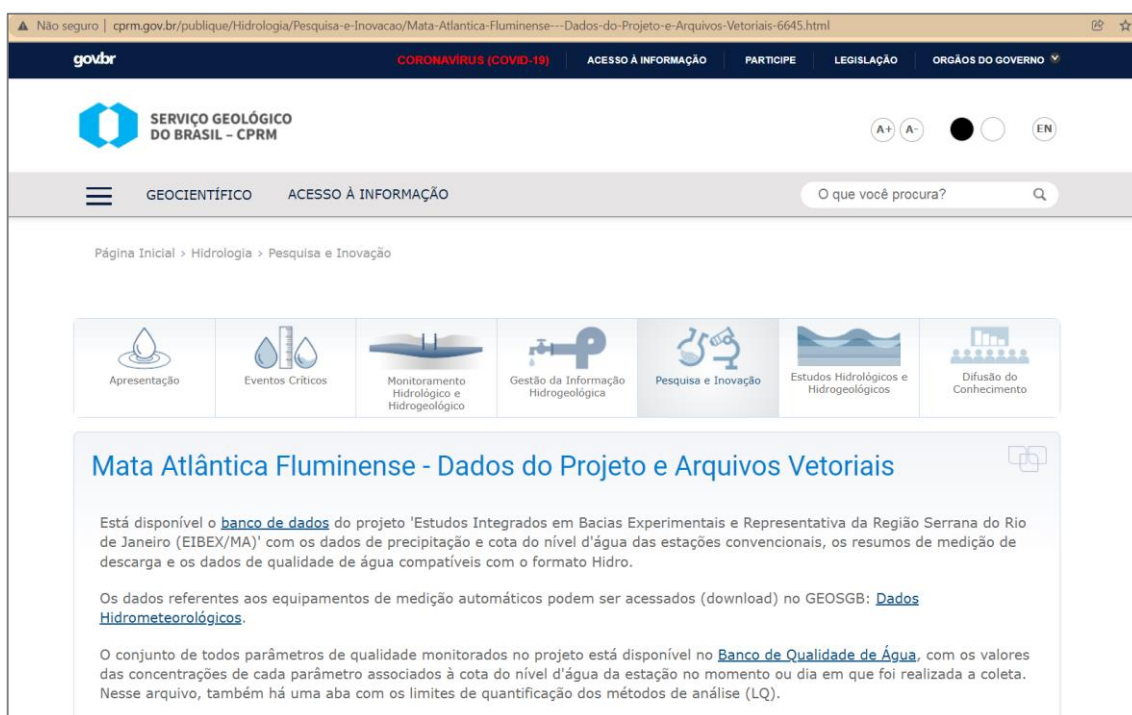 Não seguro | cprm.gov.br/publique/Hidrologia/Pesquisa-e-Inovacao/Mata-Atlantica-Fluminense---Dados-do-Projeto-e-Arquivos-Vetoriais-6645.html
govbr CORONAVÍRUS (COVID-19) ACESSO À INFORMAÇÃO PARTICIPE LEGISLAÇÃO ORGÃOS DO GOVERNO
SERVIÇO GEOLÓGICO
DO BRASIL – CPRM
A+ A- EN
GEOCIENTÍFICO ACESSO À INFORMAÇÃO O que você procura?
Página Inicial > Hidrologia > Pesquisa e Inovação
Apresentação
Eventos Críticos
Monitoramento
Hidrológico e
Hidrogeológico
Gestão da Informação
Hidrogeológica
Pesquisa e Inovação
Estudos Hidrológicos e
Hidrogeológicos
Difusão do
Conhecimento
Mata Atlântica Fluminense - Dados do Projeto e Arquivos Vetoriais
Está disponível o banco de dados do projeto 'Estudos Integrados em Bacias Experimentais e Representativa da Região Serrana do Rio
de Janeiro (EIBEX/MA)' com os dados de precipitação e cota do nível d'água das estações convencionais, os resumos de medição de
descarga e os dados de qualidade de água compatíveis com o formato Hidro.
Os dados referentes aos equipamentos de medição automáticos podem ser acessados (download) no GEOSGB: Dados
Hidrometeorológicos.
O conjunto de todos parâmetros de qualidade monitorados no projeto está disponível no Banco de Qualidade de Água, com os valores
das concentrações de cada parâmetro associados à cota do nível d'água da estação no momento ou dia em que foi realizada a coleta.
Nesse arquivo, também há uma aba com os limites de quantificação dos métodos de análise (LQ).